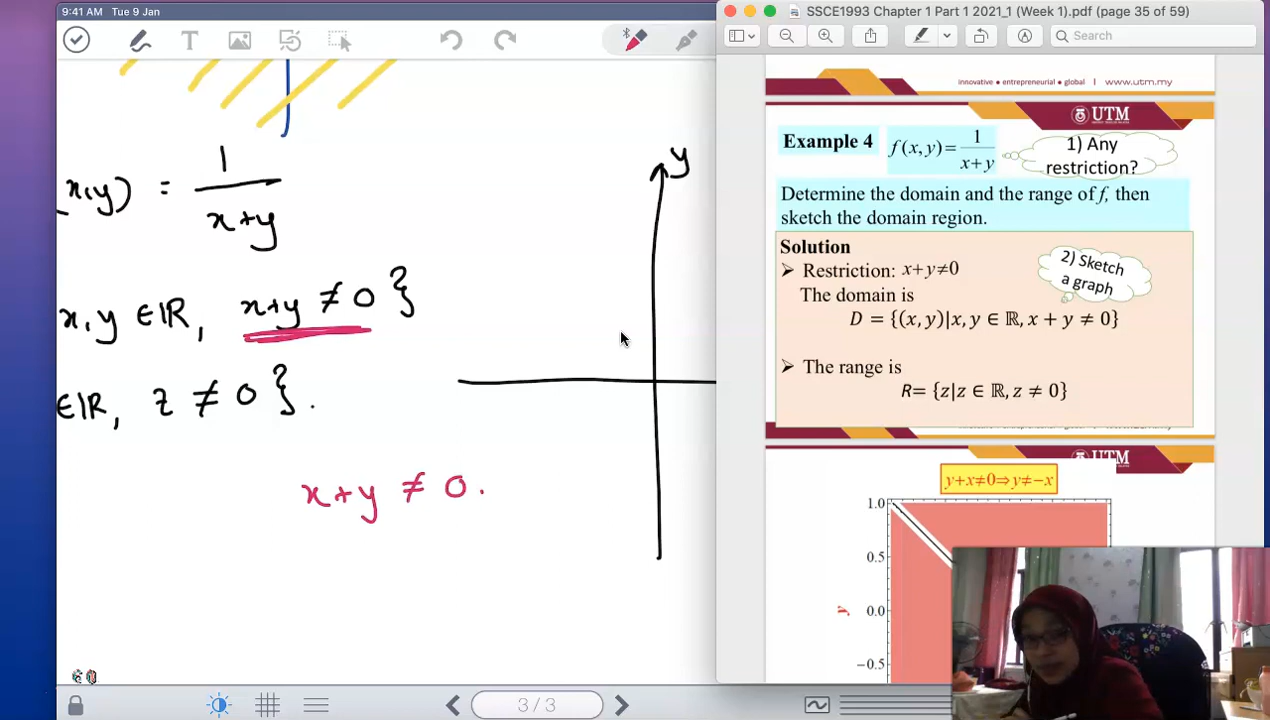 9:41 AM Tue 9 Jan
SSCE1993 Chapter 1 Part 1 2021_1 (Week 1).pdf (page 35 of 59)
Search
innovative ● entrepreneurial ● global | www.utm.my
UTM
Example 4 f(x,y)= 1/(x+y)
1) Any restriction?
Determine the domain and the range of f, then
sketch the domain region.
Solution
➢ Restriction: x+y≠0
2) Sketch
a graph
The domain is
D = {(x, y)|x, y ∈ ℝ, x + y ≠ 0}
➢ The range is
R= {z|z ∈ ℝ, z ≠ 0}
UTM
y+x≠0⇒y≠-x
1.0
0.5
0.0
−0.5
y
(x,y) = 1/(x+y)
x,y ∈ ℝ, x+y ≠ 0 }
∈ℝ, z ≠ 0 }.
x+y ≠ 0.
y
T
3 / 3